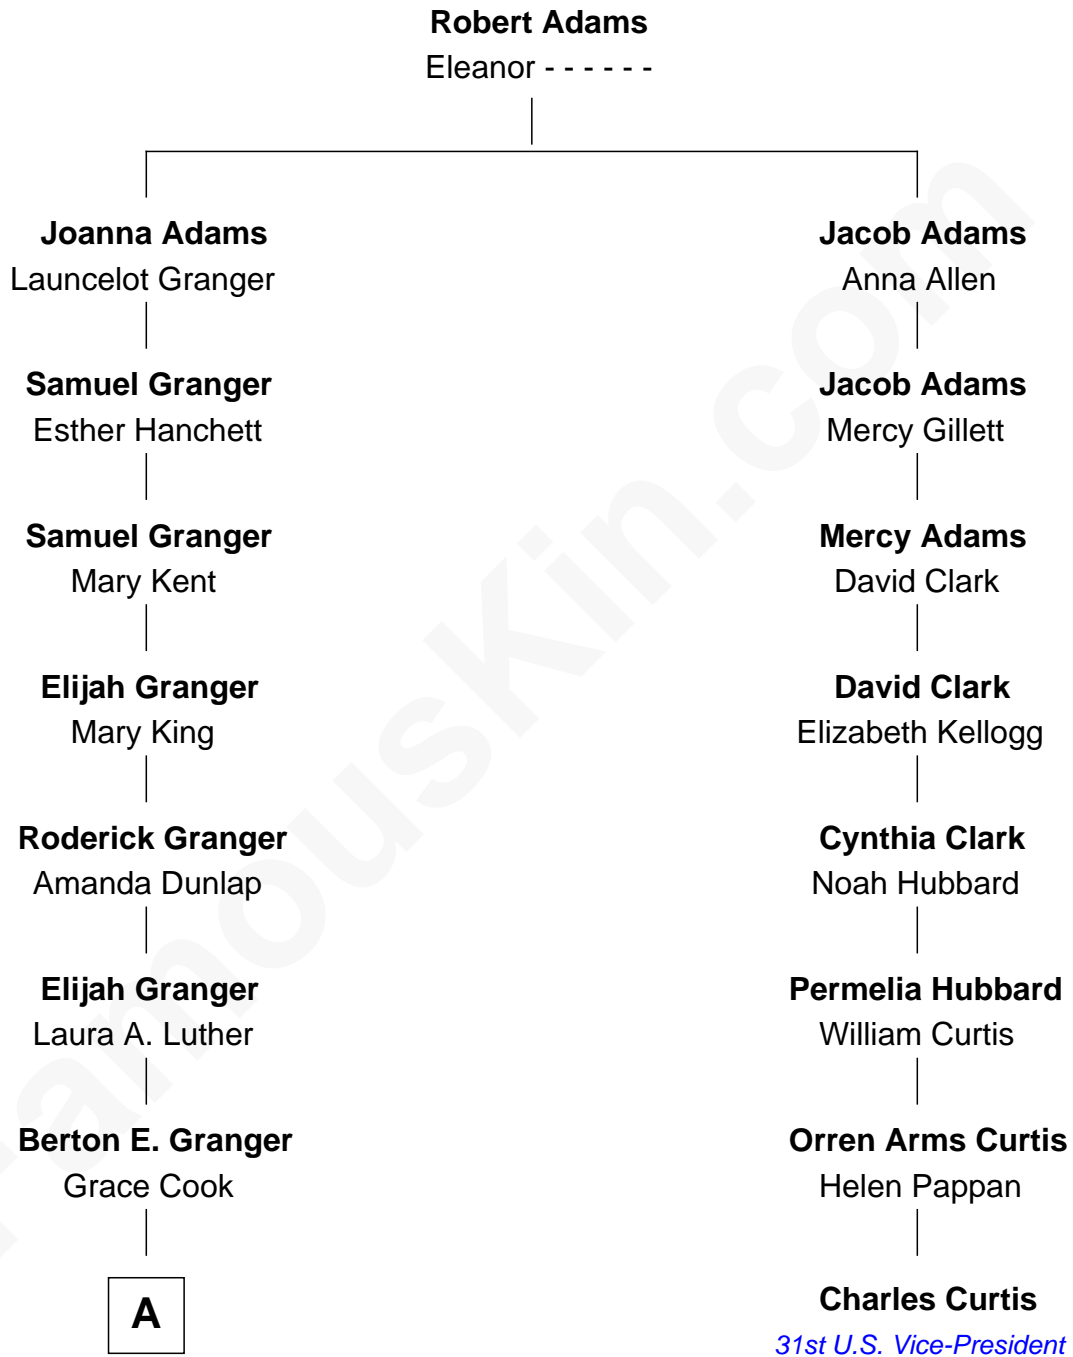 Robert Adams
Eleanor - - - - - -
Joanna Adams
Launcelot Granger
Jacob Adams
Anna Allen
Samuel Granger
Esther Hanchett
Jacob Adams
Mercy Gillett
Samuel Granger
Mary Kent
Mercy Adams
David Clark
Elijah Granger
Mary King
David Clark
Elizabeth Kellogg
Roderick Granger
Amanda Dunlap
Cynthia Clark
Noah Hubbard
Elijah Granger
Laura A. Luther
Permelia Hubbard
William Curtis
Berton E. Granger
Grace Cook
Orren Arms Curtis
Helen Pappan
A
Charles Curtis
31st U.S. Vice-President
FamousKin.com